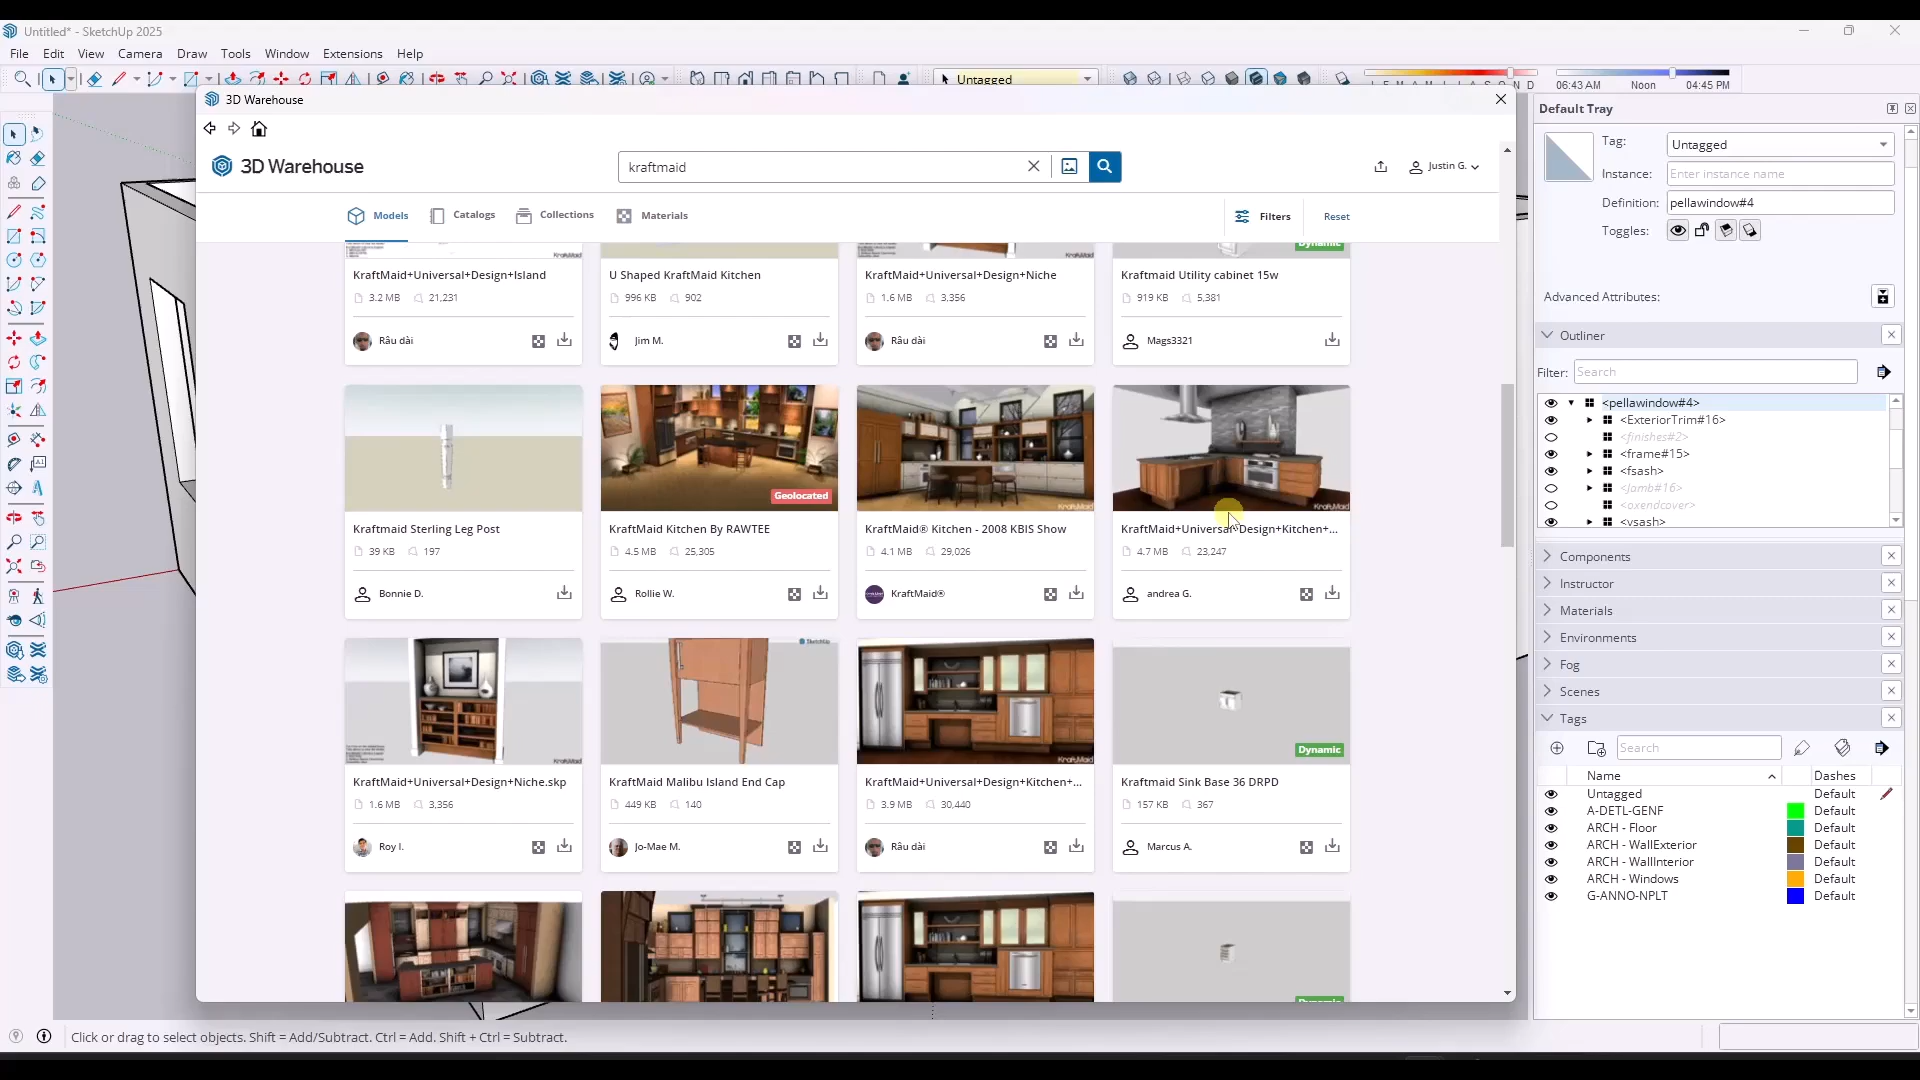 Untitled* - SketchUp 2025
File Edit View Camera Draw Tools Window Extensions Help
Untagged
06:43 AM Noon 04:45 PM
3D Warehouse
3D Warehouse
kraftmaid
Justin G.
Models Catalogs Collections Materials
Filters Reset
Dynamic
KraftMaid+Universal+Design+Island
3.2 MB 21,231
Râu dài
U Shaped KraftMaid Kitchen
996 KB 902
Jim M.
KraftMaid+Universal+Design+Niche
1.6 MB 3,356
Râu dài
Kraftmaid Utility cabinet 15w
919 KB 5,381
Mags3321
Kraftmaid Sterling Leg Post
39 KB 197
Bonnie D.
Geolocated
KraftMaid Kitchen By RAWTEE
4.5 MB 25,305
Rollie W.
KraftMaid
KraftMaid® Kitchen - 2008 KBIS Show
4.1 MB 29,026
KraftMaid®
KraftMaid
KraftMaid+Universal+Design+Kitchen+...
4.7 MB 23,247
andrea G.
KraftMaid
KraftMaid+Universal+Design+Niche.skp
1.6 MB 3,356
Roy I.
SketchUp
KraftMaid Malibu Island End Cap
449 KB 140
Jo-Mae M.
KraftMaid
KraftMaid+Universal+Design+Kitchen+...
3.9 MB 30,440
Râu dài
Dynamic
Kraftmaid Sink Base 36 DRPD
157 KB 367
Marcus A.
Default Tray
Tag: Untagged
Instance: Enter instance name
Definition: pellawindow#4
Toggles:
Advanced Attributes:
Outliner
Filter: Search
<pellawindow#4>
<ExteriorTrim#16>
<finishes#2>
<frame#15>
<fsash>
<Jamb#16>
<oxendcover>
<vsash>
Components
Instructor
Materials
Environments
Fog
Scenes
Tags
Search
Name Dashes
Untagged Default
A-DETL-GENF Default
ARCH - Floor Default
ARCH - WallExterior Default
ARCH - WallInterior Default
ARCH - Windows Default
G-ANNO-NPLT Default
Click or drag to select objects. Shift = Add/Subtract. Ctrl = Add. Shift + Ctrl = Subtract.